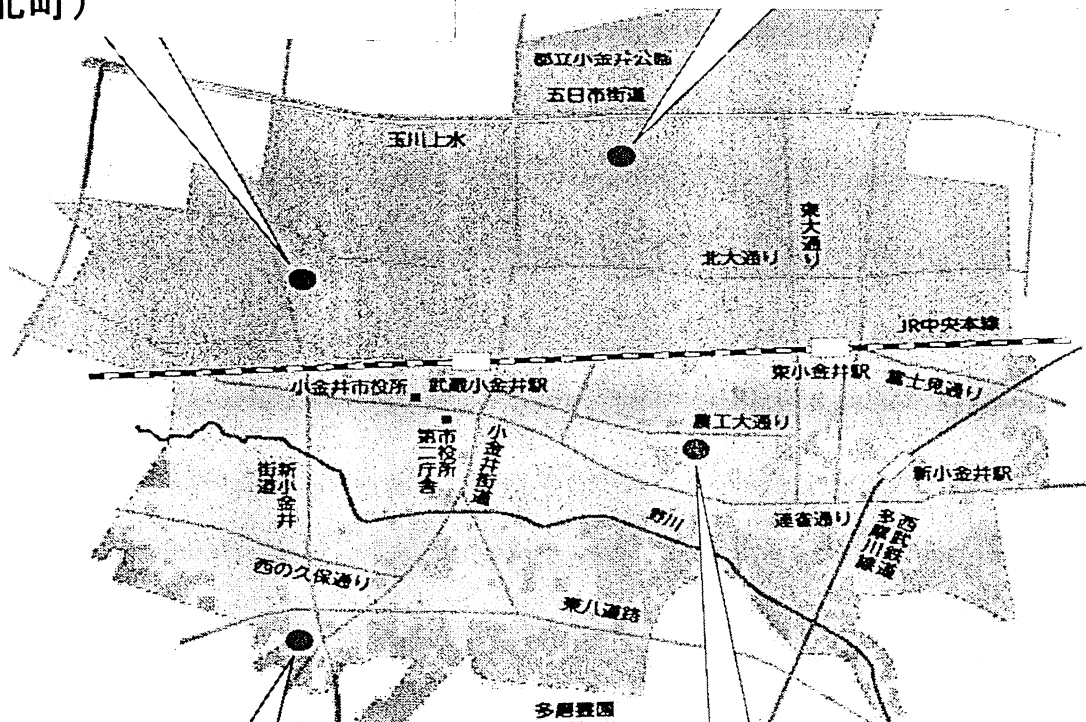 北町)
都立小金井公園
五日市街道
玉川上水
東大通り
北大通り
JR中央本線
小金井市役所
武蔵小金井駅
東小金井駅
富士見通り
農工大通り
市役所
第二庁舎
小金井街道
新小金井
街道
新小金井駅
野川
連雀通り
西武鉄道
多摩川線
西の久保通り
東八道路
多磨霊園